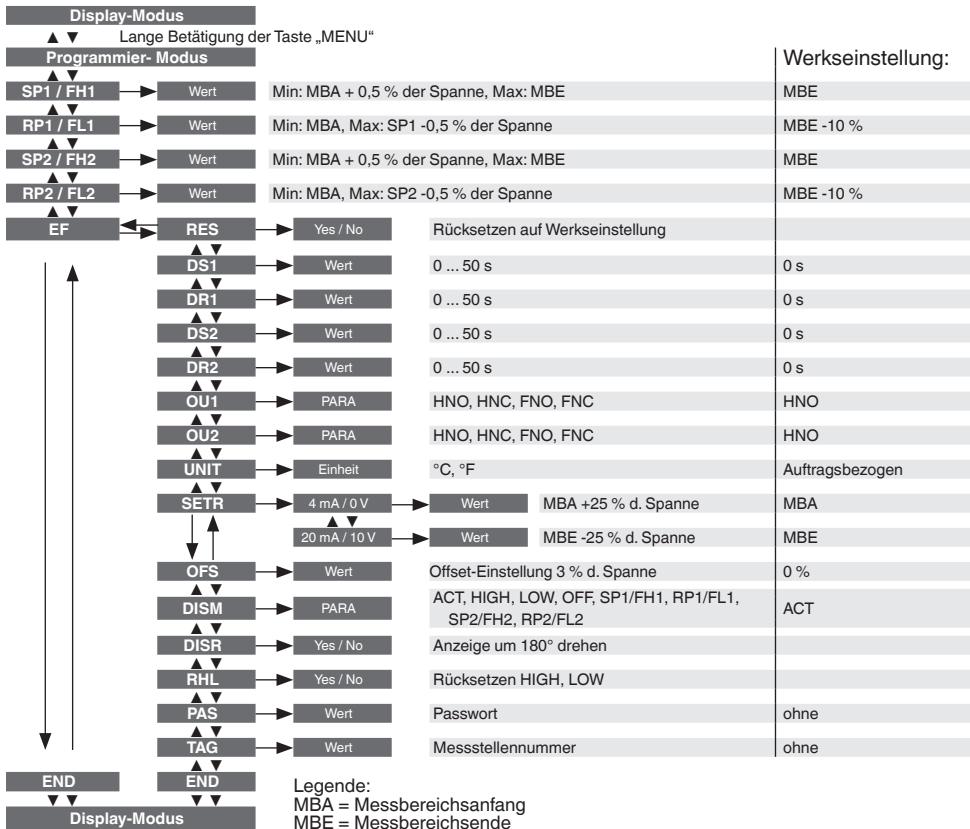 Display-Modus
Lange Betätigung der Taste „MENU“
Programmier- Modus Werkseinstellung:
SP1 / FH1 Wert Min: MBA + 0,5 % der Spanne, Max: MBE MBE
RP1 / FL1 Wert Min: MBA, Max: SP1 -0,5 % der Spanne MBE -10 %
SP2 / FH2 Wert Min: MBA + 0,5 % der Spanne, Max: MBE MBE
RP2 / FL2 Wert Min: MBA, Max: SP2 -0,5 % der Spanne MBE -10 %
EF RES Yes / No Rücksetzen auf Werkseinstellung
DS1 Wert 0 ... 50 s 0 s
DR1 Wert 0 ... 50 s 0 s
DS2 Wert 0 ... 50 s 0 s
DR2 Wert 0 ... 50 s 0 s
OU1 PARA HNO, HNC, FNO, FNC HNO
OU2 PARA HNO, HNC, FNO, FNC HNO
UNIT Einheit °C, °F Auftragsbezogen
SETR 4 mA / 0 V Wert MBA +25 % d. Spanne MBA
20 mA / 10 V Wert MBE -25 % d. Spanne MBE
OFS Wert Offset-Einstellung 3 % d. Spanne 0 %
DISM PARA ACT, HIGH, LOW, OFF, SP1/FH1, RP1/FL1, ACT
SP2/FH2, RP2/FL2
DISR Yes / No Anzeige um 180° drehen
RHL Yes / No Rücksetzen HIGH, LOW
PAS Wert Passwort ohne
TAG Wert Messstellennummer ohne
END END Legende:
MBA = Messbereichsanfang
Display-Modus MBE = Messbereichsende